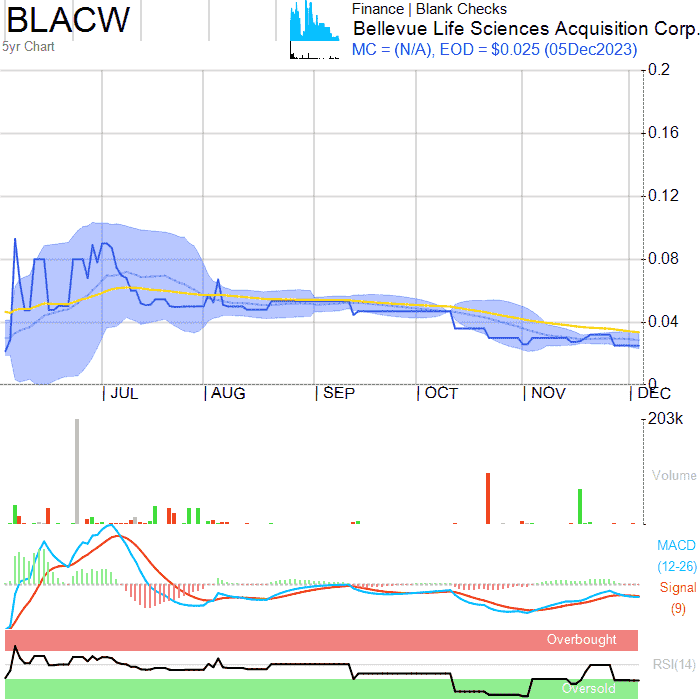 BLACW
5yr Chart
Finance | Blank Checks
Bellevue Life Sciences Acquisition Corp.
MC = (N/A), EOD = $0.025 (05Dec2023)
0.2
0.16
0.12
0.08
0.04
0
JUL AUG SEP OCT NOV DEC
203k
Volume
MACD
(12-26)
Signal
(9)
Overbought
RSI(14)
Oversold